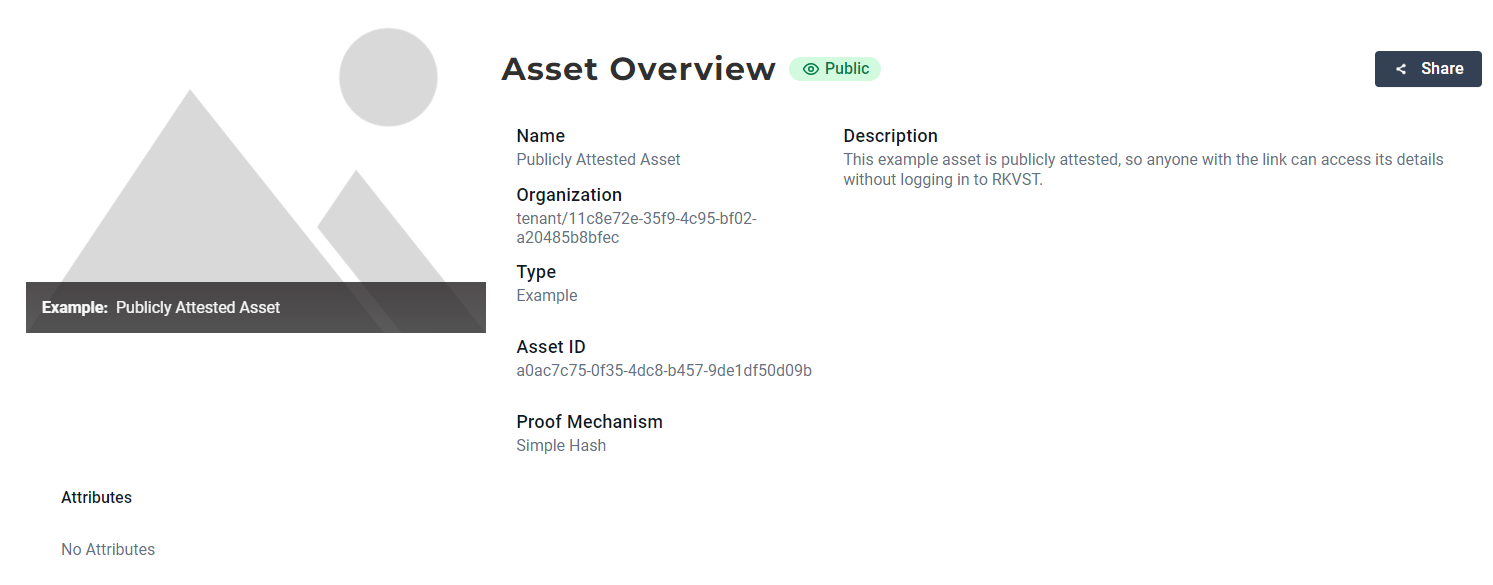 Asset Overview Public
Share
Name
Publicly Attested Asset
Organization
tenant/11c8e72e-35f9-4c95-bf02-
a20485b8bfec
Type
Example
Asset ID
a0ac7c75-0f35-4dc8-b457-9de1df50d09b
Proof Mechanism
Simple Hash
Description
This example asset is publicly attested, so anyone with the link can access its details
without logging in to RKVST.
Example: Publicly Attested Asset
Attributes
No Attributes